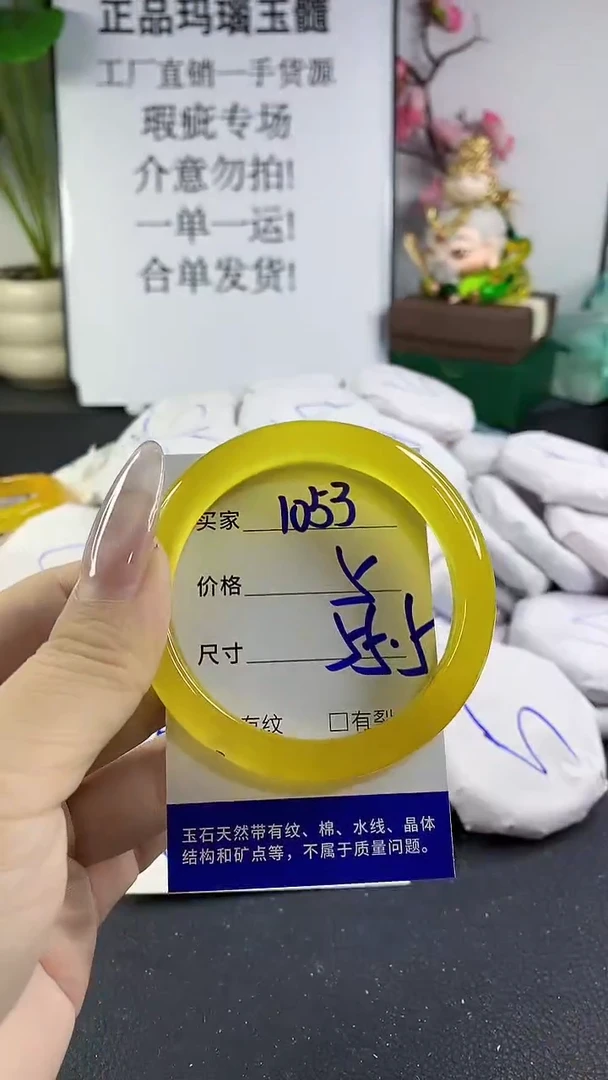 正品玛瑙玉髓
工厂直销一手货源
瑕疵专场
介意勿拍!
一单一运!
合单发货!
买家 1053
价格
尺寸
有纹 □有裂
玉石天然带有纹、棉、水线、晶体
结构和矿点等，不属于质量问题。